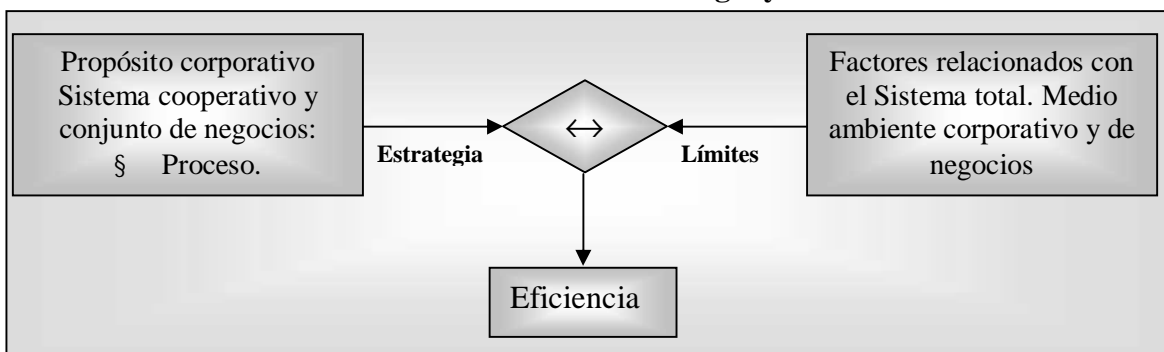 Propósito corporativo
Sistema cooperativo y
conjunto de negocios:
§ Proceso.
Estrategia
↔
Límites
Factores relacionados con
el Sistema total. Medio
ambiente corporativo y de
negocios
Eficiencia